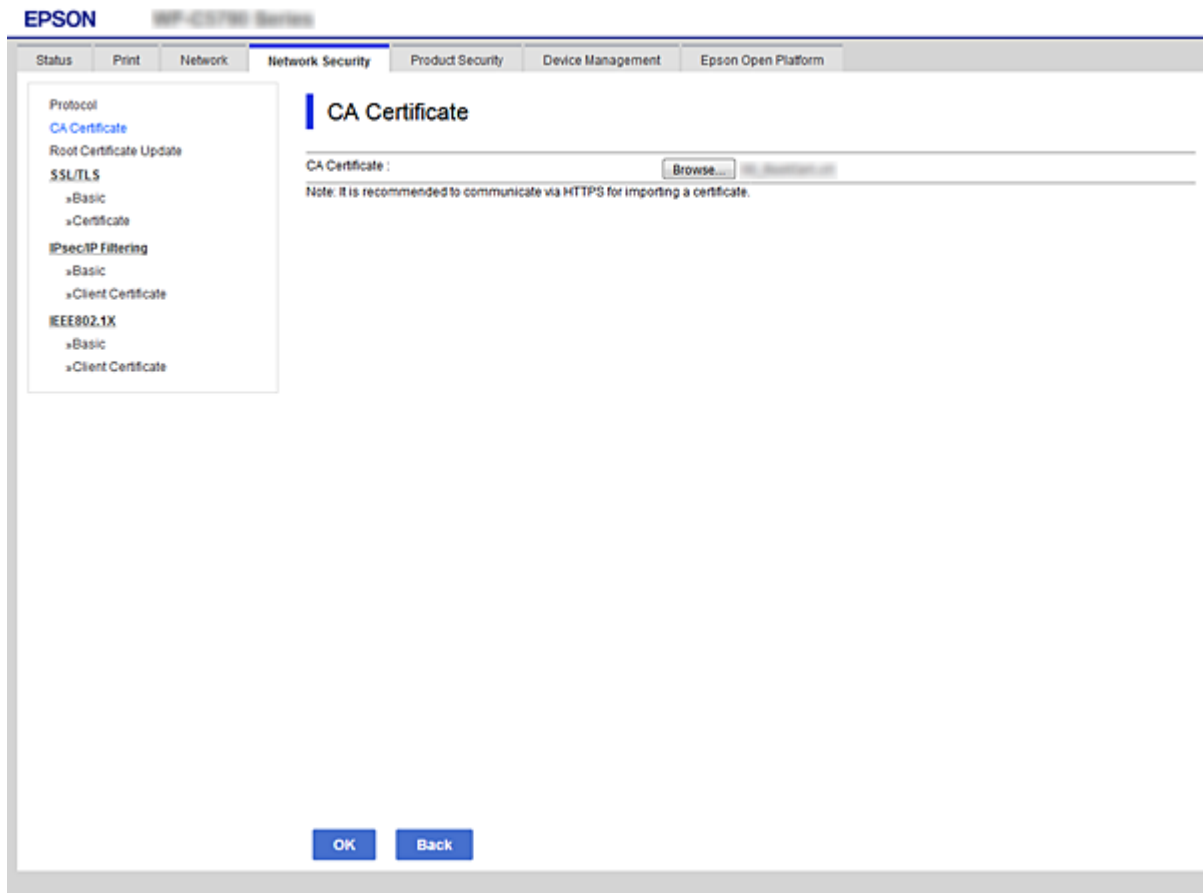 EPSON
Status Print Network Network Security Product Security Device Management Epson Open Platform
Protocol
CA Certificate
Root Certificate Update
SSL/TLS
»Basic
»Certificate
IPsec/IP Filtering
»Basic
»Client Certificate
IEEE802.1X
»Basic
»Client Certificate
CA Certificate
CA Certificate : Browse...
Note: It is recommended to communicate via HTTPS for importing a certificate.
OK Back